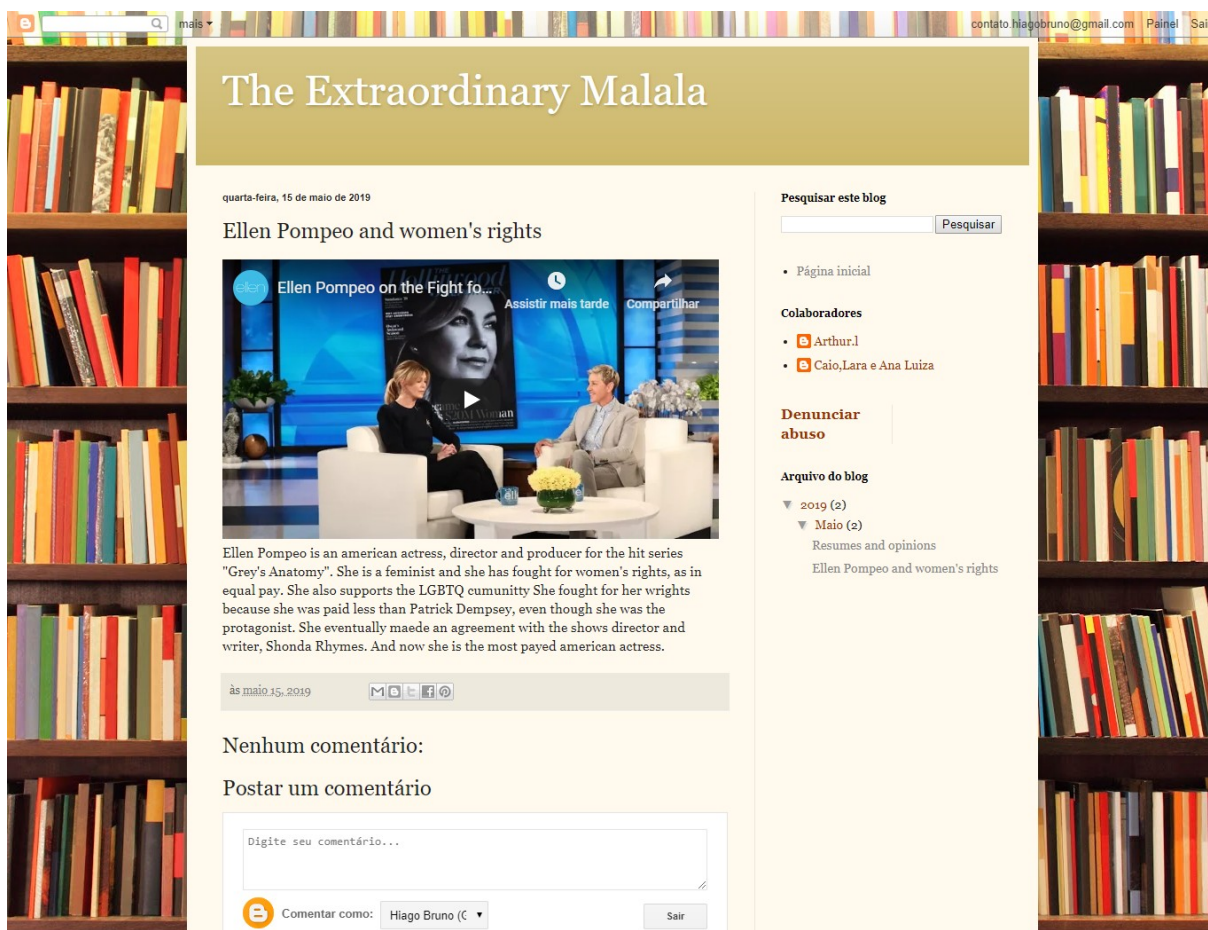 mais
contato.hiagobruno@gmail.com Painel Sai
The Extraordinary Malala
quarta-feira, 15 de maio de 2019
Ellen Pompeo and women's rights
ellen
Ellen Pompeo on the Fight fo...
Assistir mais tarde
Compartilhar
Ellen Pompeo is an american actress, director and producer for the hit series
"Grey's Anatomy". She is a feminist and she has fought for women's rights, as in
equal pay. She also supports the LGBTQ cumunitty She fought for her wrights
because she was paid less than Patrick Dempsey, even though she was the
protagonist. She eventually maede an agreement with the shows director and
writer, Shonda Rhymes. And now she is the most payed american actress.
às maio 15, 2019
Nenhum comentário:
Postar um comentário
Digite seu comentário...
Comentar como: Hiago Bruno (G
Sair
Pesquisar este blog
Pesquisar
Página inicial
Colaboradores
Arthur.l
Caio,Lara e Ana Luiza
Denunciar
abuso
Arquivo do blog
▼ 2019 (2)
▼ Maio (2)
Resumes and opinions
Ellen Pompeo and women's rights